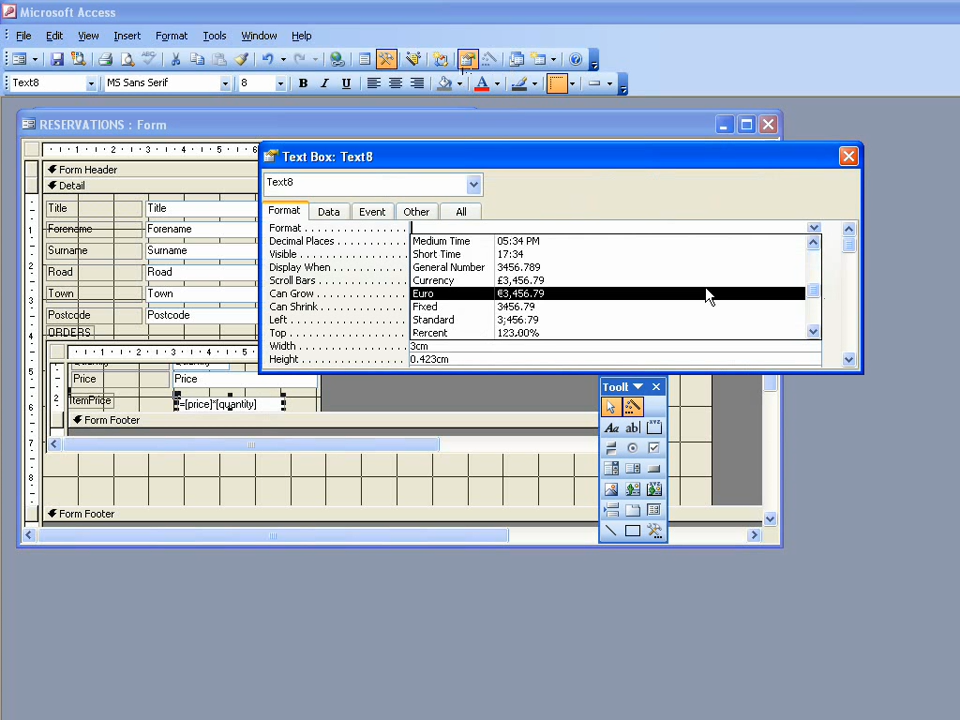 Microsoft Access
File Edit View Insert Format Tools Window Help
Text8 MS Sans Serif 8 B I U A
RESERVATIONS : Form
Form Header
Detail
Title Title
Forename Forename
Surname Surname
Road Road
Town Town
Postcode Postcode
ORDERS
Price Price
ItemPrice =[price]*[quantity]
Form Footer
Form Footer
Text Box: Text8
Text8
Format Data Event Other All
Format . . . . . . . . . . . . . . . .
Decimal Places . . . . . . . . Medium Time 05:34 PM
Visible . . . . . . . . . . . . . . . . Short Time 17:34
Display When . . . . . . . . . General Number 3456.789
Scroll Bars . . . . . . . . . . . . Currency £3,456.79
Can Grow . . . . . . . . . . . . Euro €3,456.79
Can Shrink . . . . . . . . . . . Fixed 3456.79
Left . . . . . . . . . . . . . . . . . . Standard 3,456.79
Top . . . . . . . . . . . . . . . . . . Percent 123.00%
Width . . . . . . . . . . . . . . . . 3cm
Height . . . . . . . . . . . . . . . 0.423cm
Toolb
Aa ab|